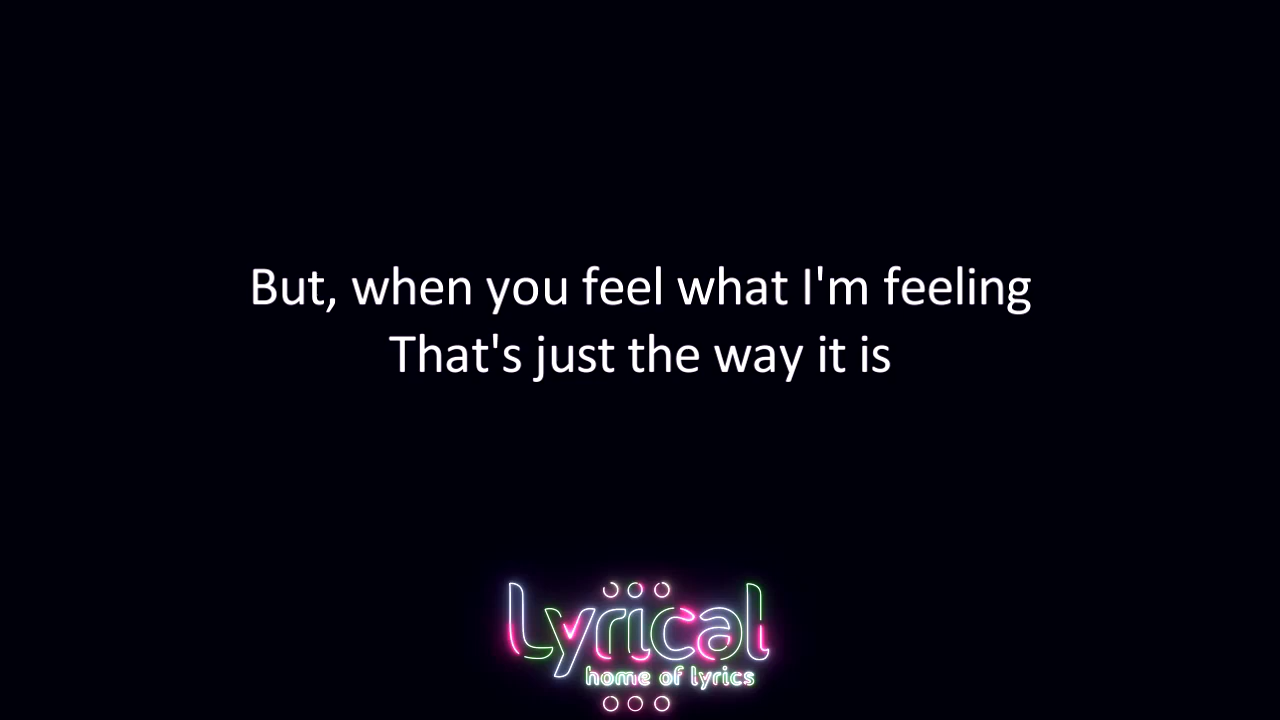 But, when you feel what I'm feeling
That's just the way it is
Lyrical
home of lyrics